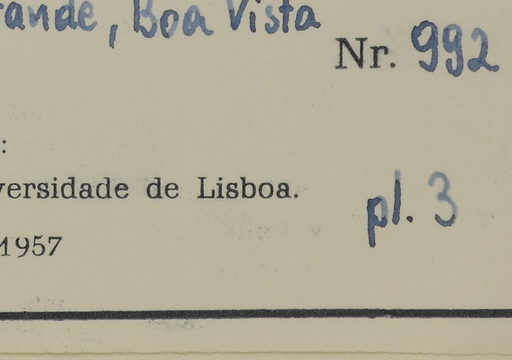 rande, Boa Vista
Nr. 992
:
versidade de Lisboa.
pl. 3
1957